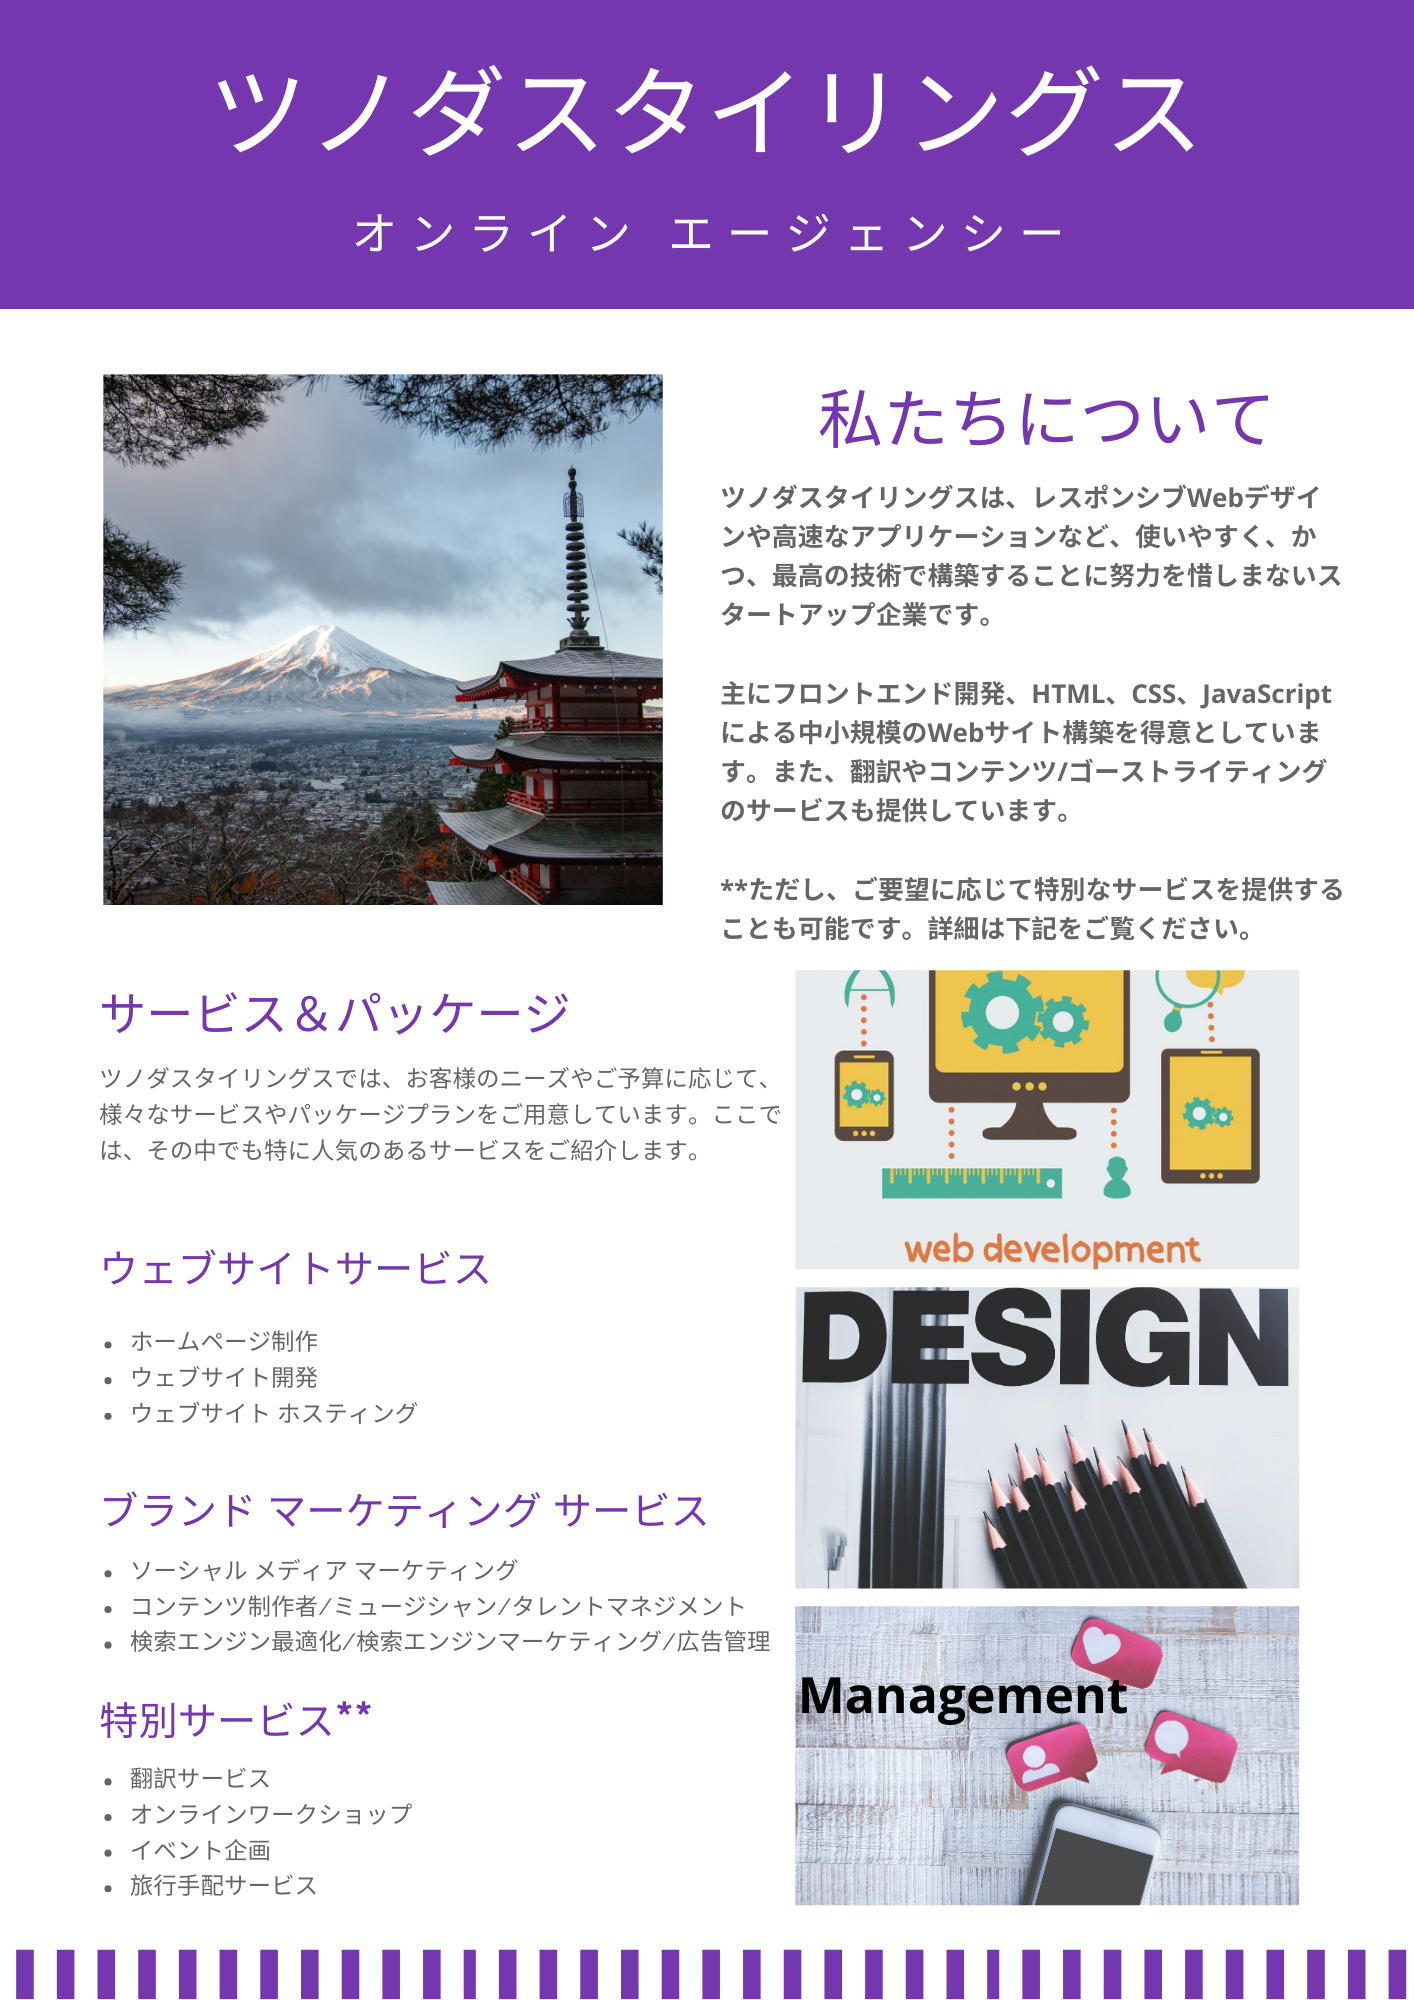 ツノダスタイリングス
オンライン エージェンシー
私たちについて
ツノダスタイリングスは、レスポンシブWebデザイ
ンや高速なアプリケーションなど、使いやすく、か
つ、最高の技術で構築することに努力を惜しまないス
タートアップ企業です。
主にフロントエンド開発、HTML、CSS、JavaScript
による中小規模のWebサイト構築を得意としていま
す。また、翻訳やコンテンツ/ゴーストライティング
のサービスも提供しています。
**ただし、ご要望に応じて特別なサービスを提供する
ことも可能です。詳細は下記をご覧ください。
サービス＆パッケージ
ツノダスタイリングスでは、お客様のニーズやご予算に応じて、
様々なサービスやパッケージプランをご用意しています。ここで
は、その中でも特に人気のあるサービスをご紹介します。
ウェブサイトサービス
• ホームページ制作
• ウェブサイト開発
• ウェブサイト ホスティング
ブランド マーケティング サービス
• ソーシャル メディア マーケティング
• コンテンツ制作者/ミュージシャン/タレントマネジメント
• 検索エンジン最適化/検索エンジンマーケティング/広告管理
特別サービス**
• 翻訳サービス
• オンラインワークショップ
• イベント企画
• 旅行手配サービス
web development
DESIGN
Management